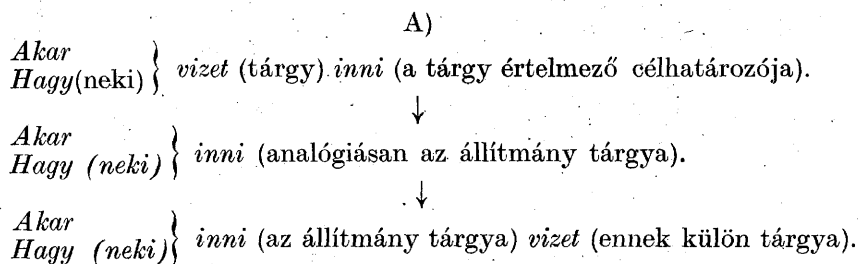 A)
Akar
Hagy(neki) } vizet (tárgy) inni (a tárgy értelmező célhatározója).
↓
Akar
Hagy (neki) } inni (analógiásan az állítmány tárgya).
↓
Akar
Hagy (neki) } inni (az állítmány tárgya) vizet (ennek külön tárgya).